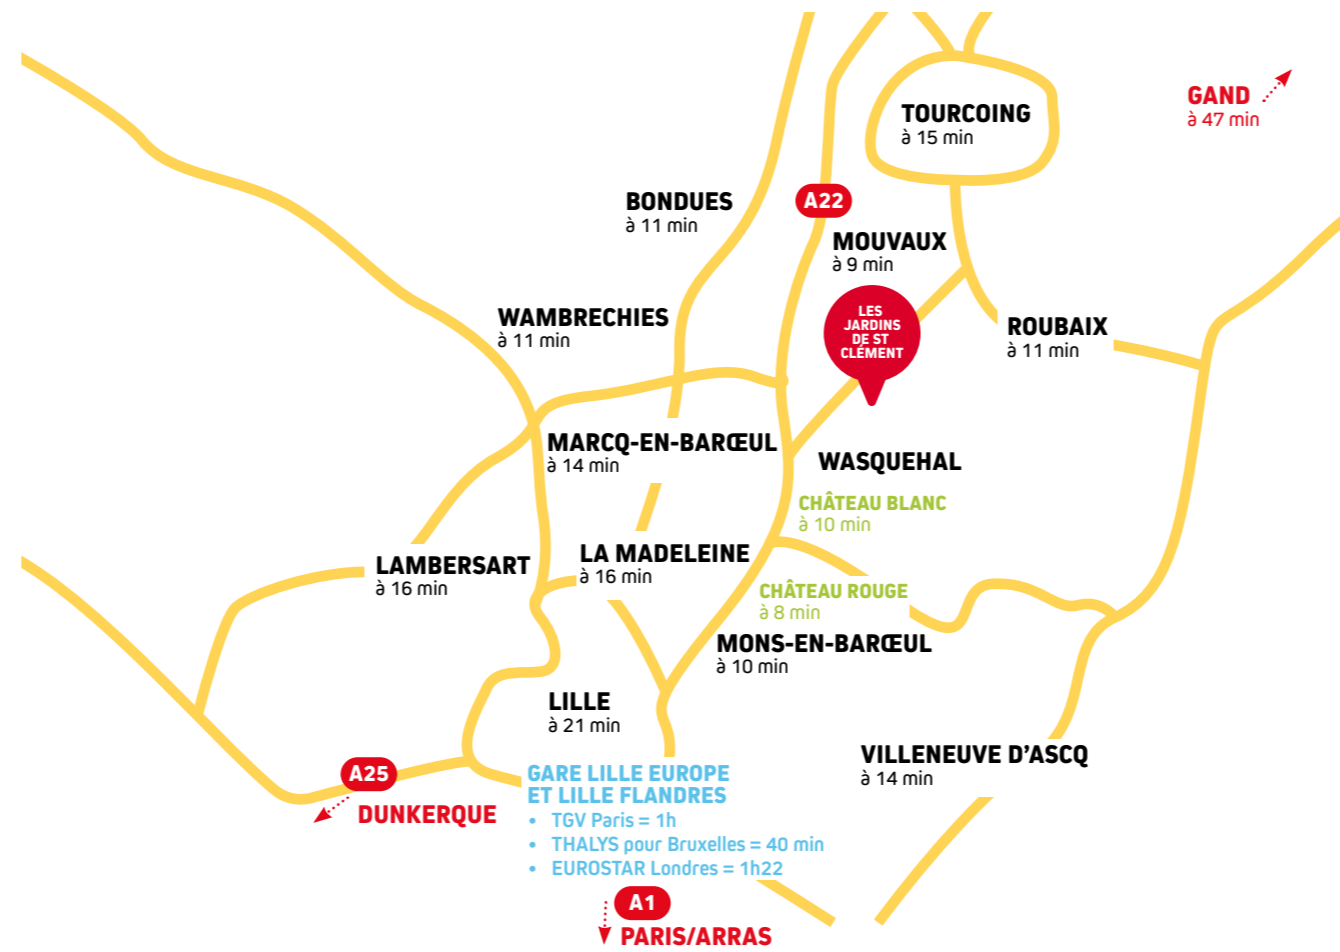 TOURCOING
à 15 min
GAND
à 47 min
BONDUES
à 11 min
A22
MOUVAUX
à 9 min
LES
JARDINS
DE ST
CLÉMENT
WAMBRECHIES
à 11 min
ROUBAIX
à 11 min
MARCQ-EN-BARŒUL
à 14 min
WASQUEHAL
CHÂTEAU BLANC
à 10 min
LAMBERSART
à 16 min
LA MADELEINE
à 16 min
CHÂTEAU ROUGE
à 8 min
MONS-EN-BARŒUL
à 10 min
LILLE
à 21 min
VILLENEUVE D’ASCQ
à 14 min
A25
DUNKERQUE
GARE LILLE EUROPE
ET LILLE FLANDRES
• TGV Paris = 1h
• THALYS pour Bruxelles = 40 min
• EUROSTAR Londres = 1h22
A1
PARIS/ARRAS